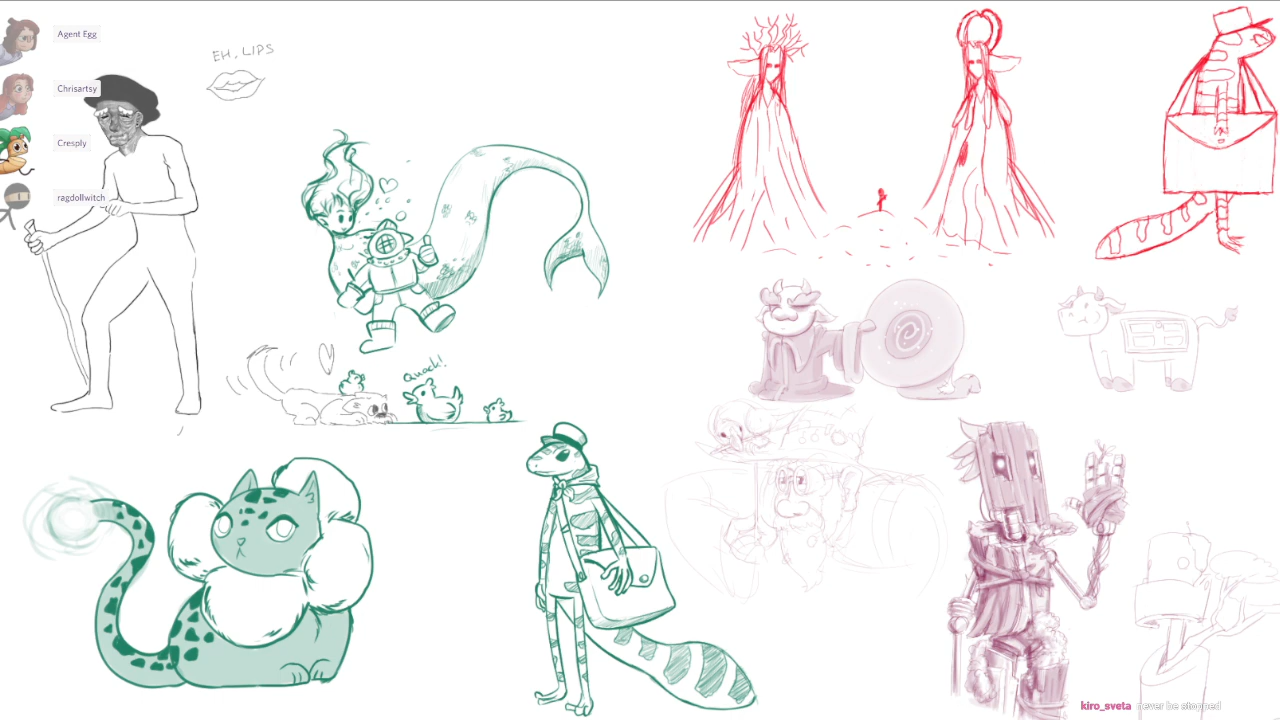 Agent Egg
EH, LIPS
Chrisartsy
Cresply
ragdollwitch
Quack!
kiro_sveta never be stopped